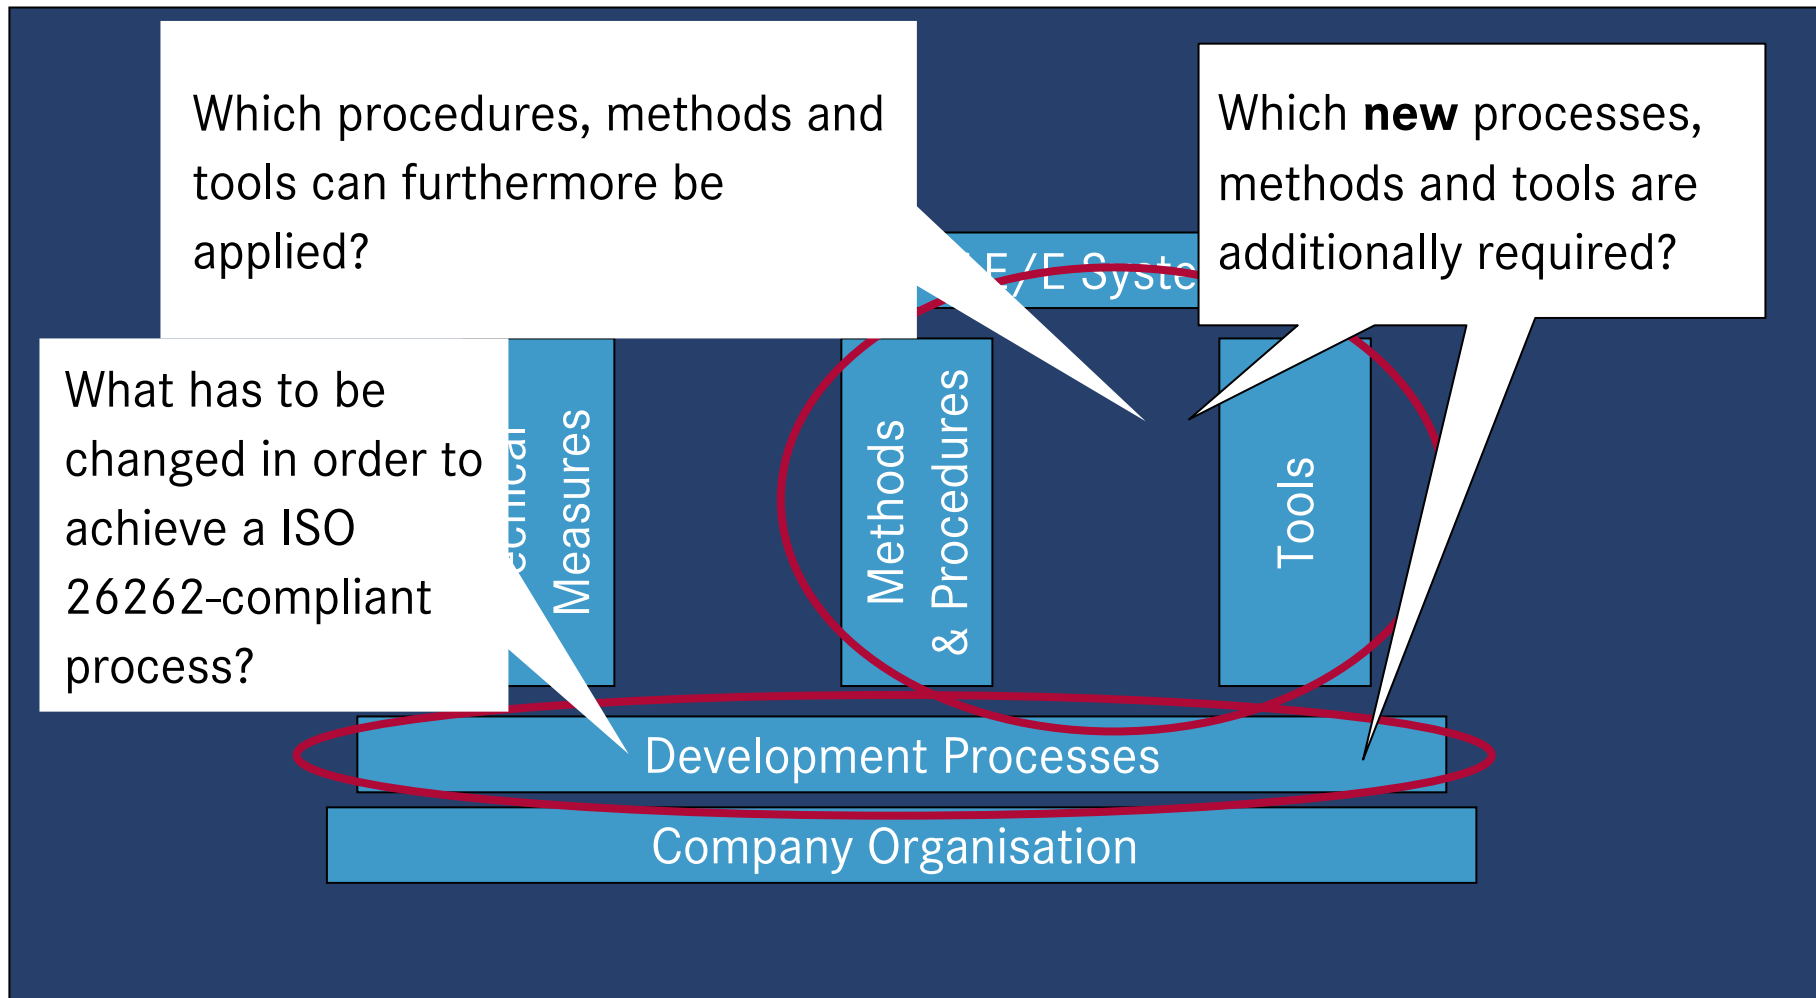 Which procedures, methods and
tools can furthermore be
applied?
Which new processes,
methods and tools are
additionally required?
E/E
What has to be
changed in order to
achieve a ISO
26262-compliant
process?
Measures
Methods
& Procedures
Tools
Development Processes
Company Organisation